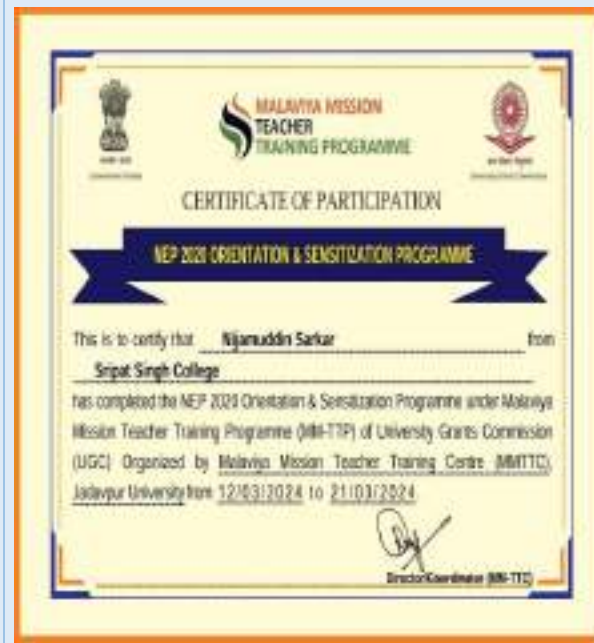 MALAVIYA MISSION
TEACHER
TRAINING PROGRAMME
CERTIFICATE OF PARTICIPATION
NEP 2020 ORIENTATION & SENSITIZATION PROGRAMME
This is to certify that Nijamuddin Sarkar from
Sripat Singh College
has completed the NEP 2020 Orientation & Sensitization Programme under Malaviya
Mission Teacher Training Programme (MM-TTP) of University Grants Commission
(UGC) Organized by Malaviya Mission Teacher Training Centre (MMTTC),
Jadavpur University from 12/03/2024 to 21/03/2024
Director/Coordinator (MM-TTC)